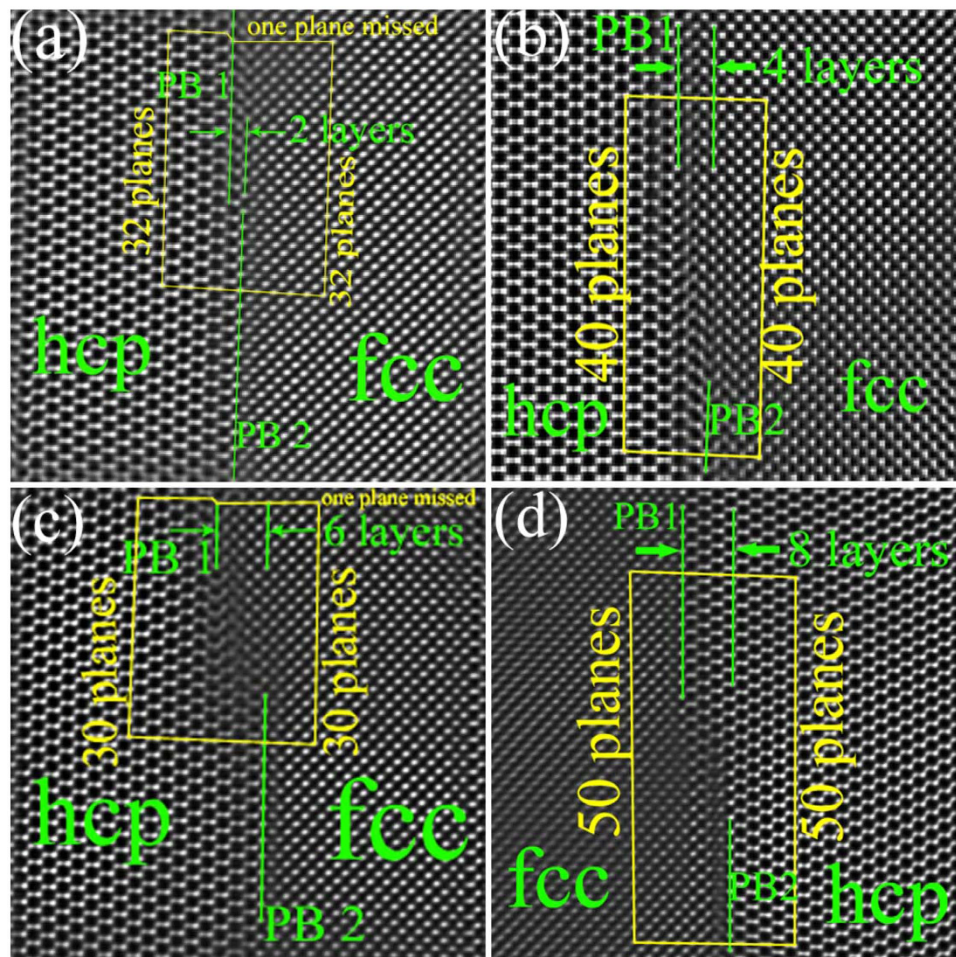 (a)
one plane missed
PB 1
2 layers
32 planes
32 planes
hcp
fcc
PB 2
(b)
PB1
4 layers
40 planes
40 planes
hcp
fcc
PB2
(c)
one plane missed
PB 1
6 layers
30 planes
30 planes
hcp
fcc
PB 2
(d)
PB1
8 layers
50 planes
50 planes
fcc
PB2
hcp